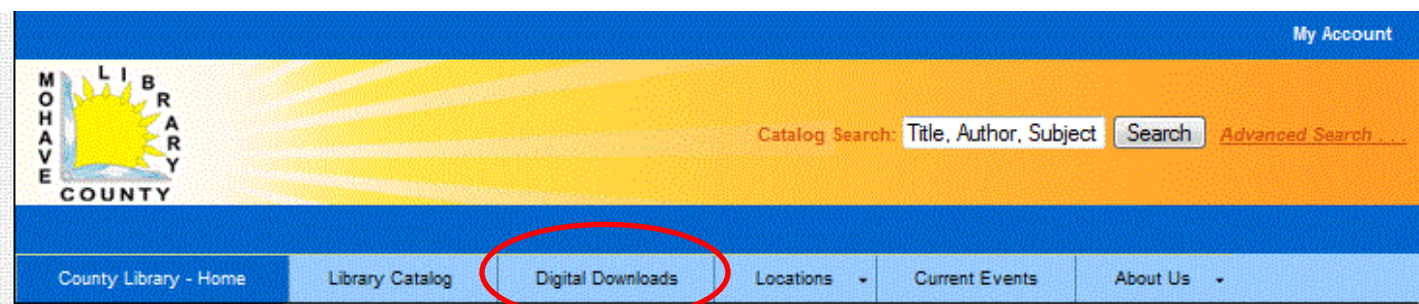 My Account
MOHAVE
LIBRARY
COUNTY
Catalog Search: Title, Author, Subject Search Advanced Search . . .
County Library - Home Library Catalog Digital Downloads Locations Current Events About Us